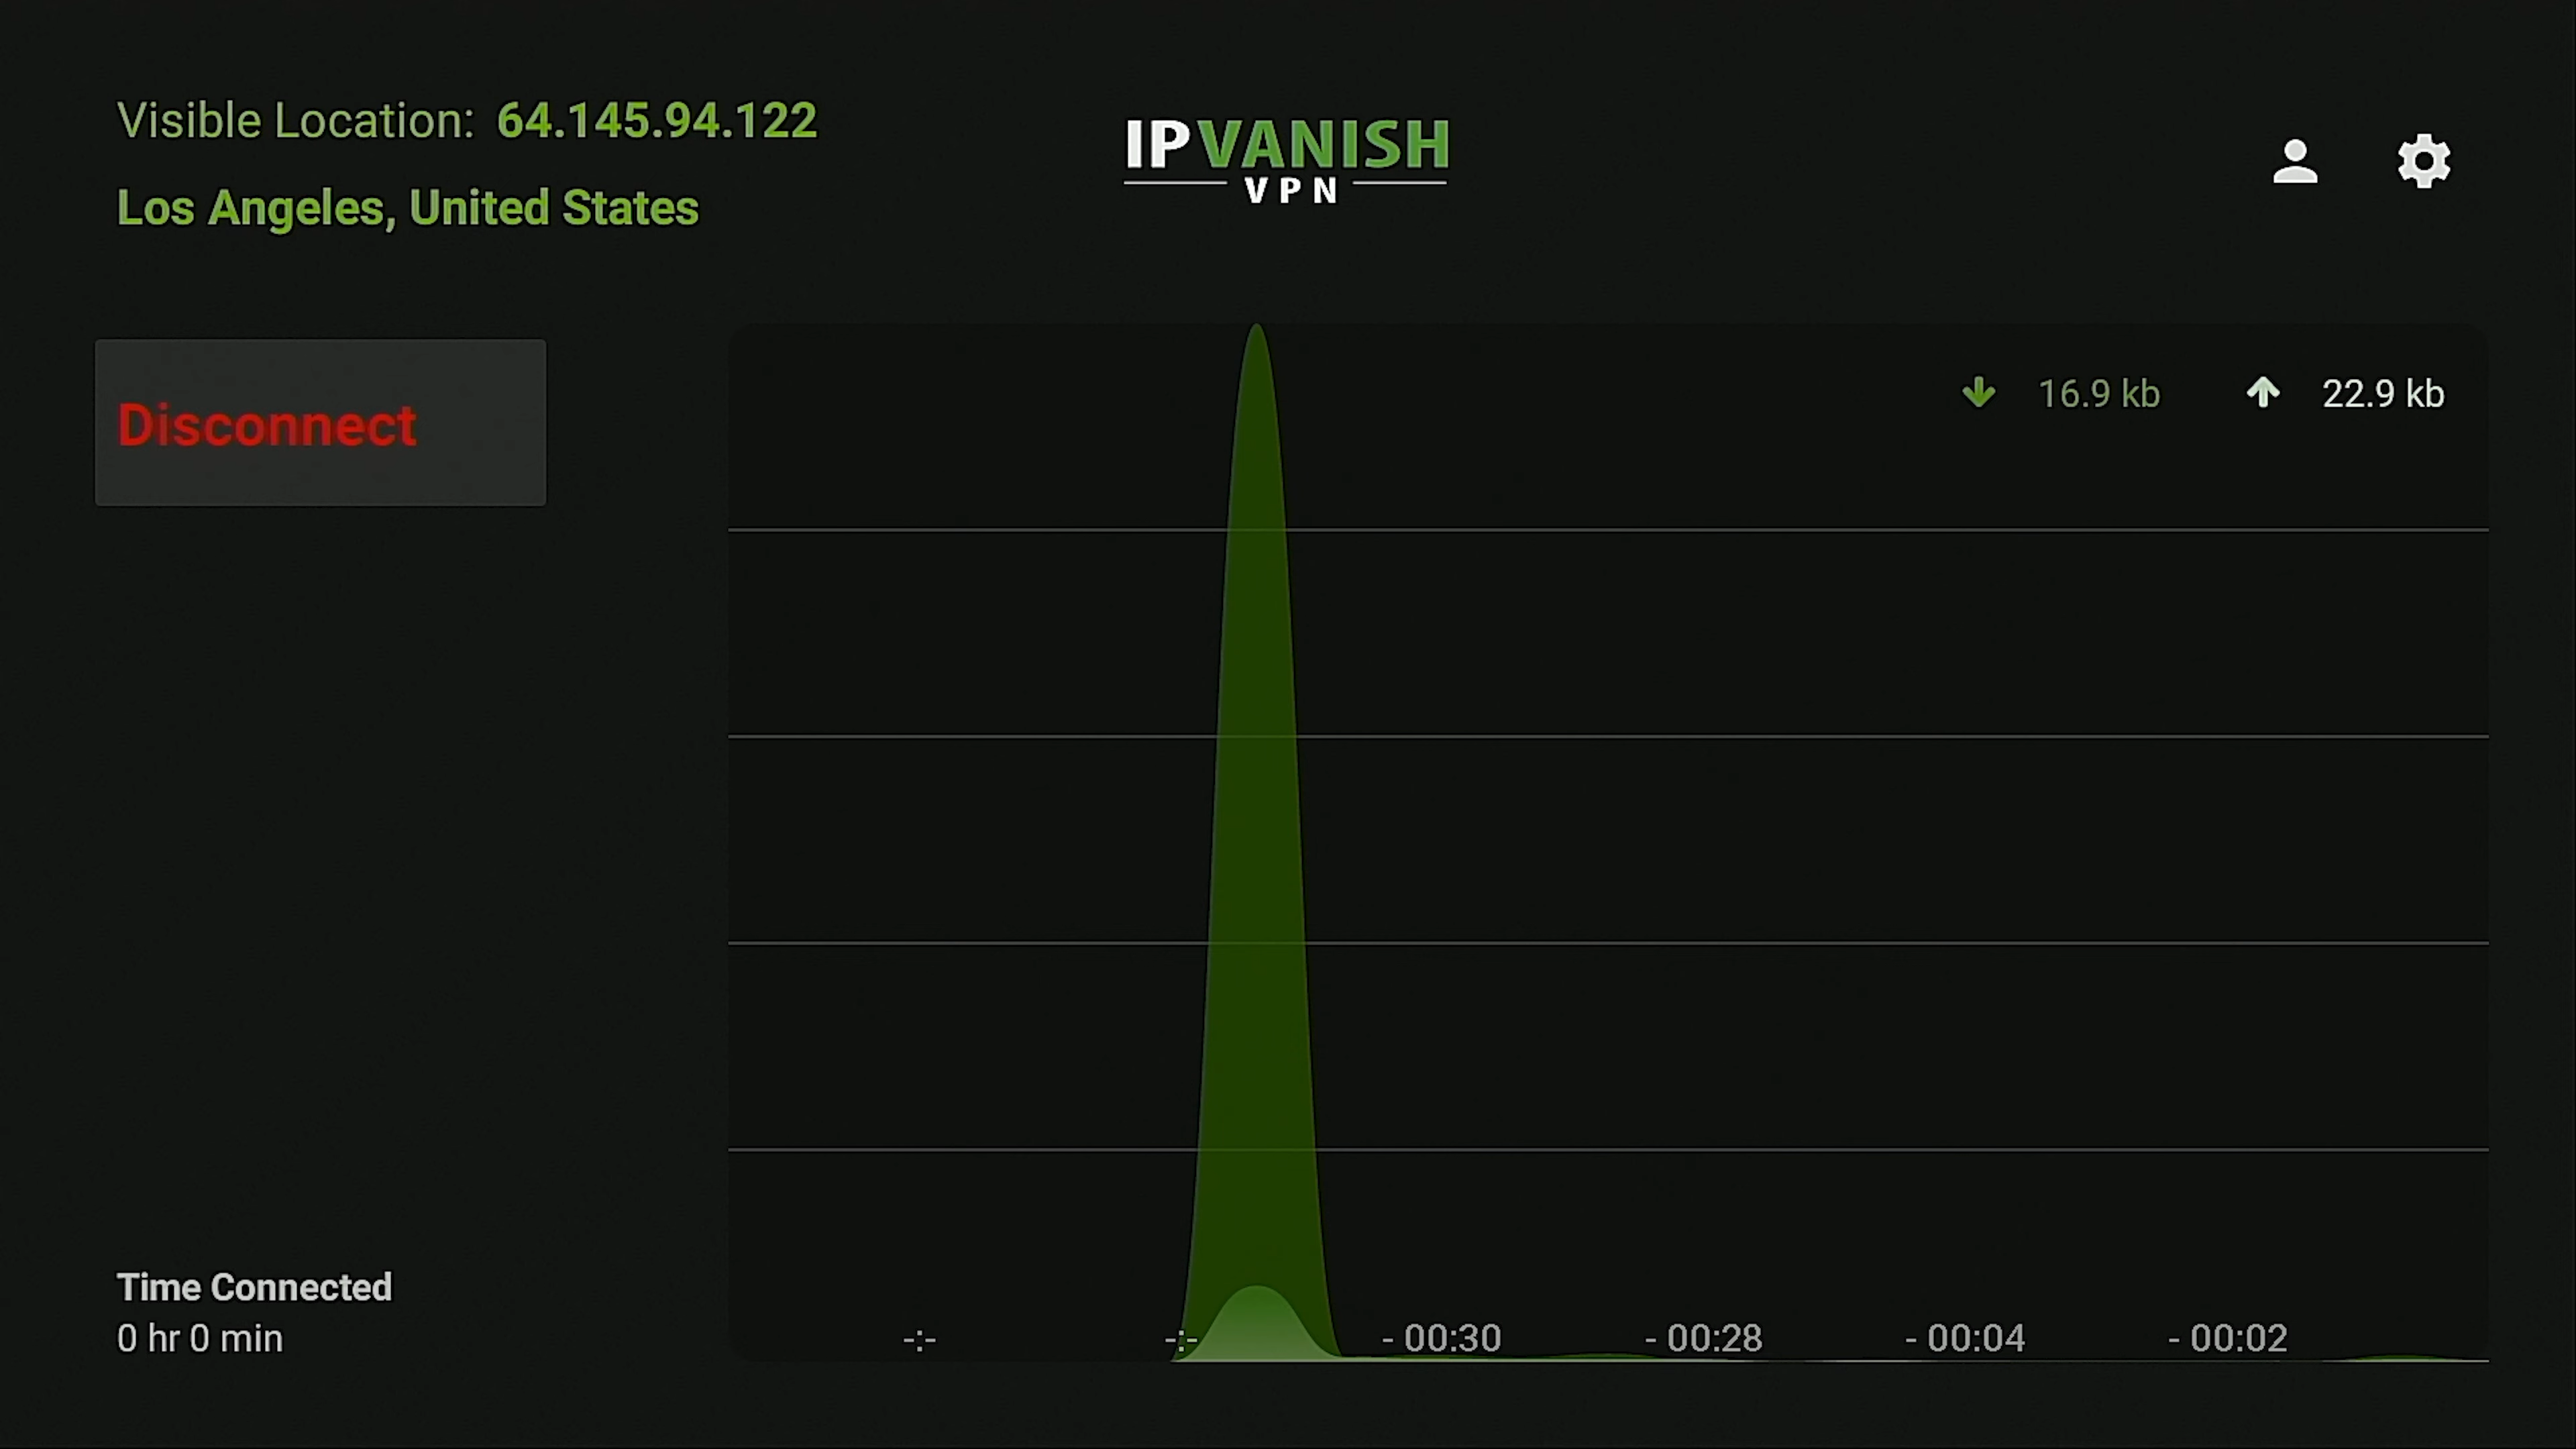 Visible Location: 64.145.94.122
Los Angeles, United States
IPVANISH
VPN
Disconnect
16.9 kb 22.9 kb
Time Connected
0 hr 0 min
-:- -:- - 00:30 - 00:28 - 00:04 - 00:02